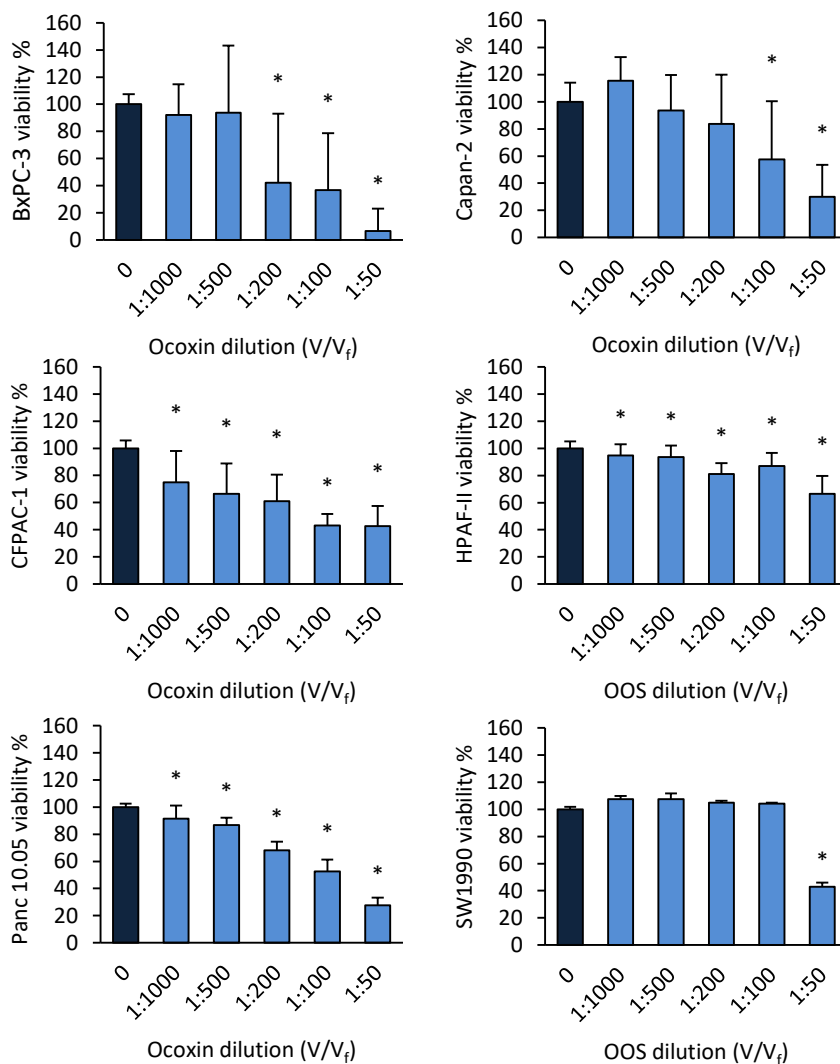 BxPC-3 viability %
160
140
120
100
80
60
40
20
0
* * *
0 1:1000 1:500 1:200 1:100 1:50
Ocoxin dilution (V/Vf)
Capan-2 viability %
160
140
120
100
80
60
40
20
0
* *
0 1:1000 1:500 1:200 1:100 1:50
Ocoxin dilution (V/Vf)
CFPAC-1 viability %
160
140
120
100
80
60
40
20
0
* * * * *
0 1:1000 1:500 1:200 1:100 1:50
Ocoxin dilution (V/Vf)
HPAF-II viability %
160
140
120
100
80
60
40
20
0
* * * * *
0 1:1000 1:500 1:200 1:100 1:50
OOS dilution (V/Vf)
Panc 10.05 viability %
160
140
120
100
80
60
40
20
0
* * * * *
0 1:1000 1:500 1:200 1:100 1:50
Ocoxin dilution (V/Vf)
SW1990 viability %
160
140
120
100
80
60
40
20
0
*
0 1:1000 1:500 1:200 1:100 1:50
OOS dilution (V/Vf)